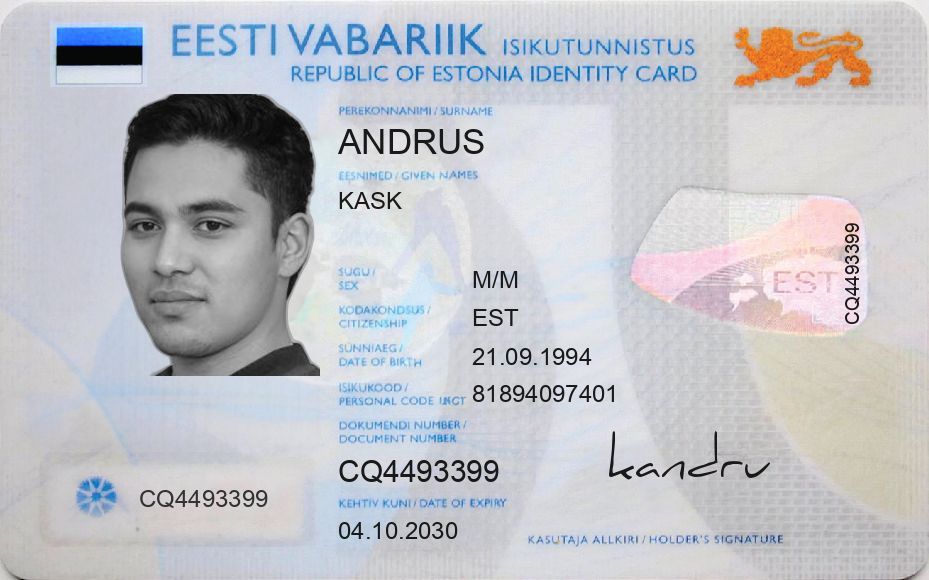 EESTI VABARIIK ISIKUTUNNISTUS
REPUBLIC OF ESTONIA IDENTITY CARD
PEREKONNANIMI / SURNAME
ANDRUS
EESNIMED / GIVEN NAMES
KASK
SUGU / SEX
M/M
KODAKONDSUS / CITIZENSHIP
EST
SÜNNIAEG / DATE OF BIRTH
21.09.1994
ISIKUKOOD / PERSONAL CODE
81894097401
DOKUMENDI NUMBER / DOCUMENT NUMBER
CQ4493399
KEHTIV KUNI / DATE OF EXPIRY
04.10.2030
CQ4493399
EST
CQ4493399
kandru
KASUTAJA ALLKIRI / HOLDER'S SIGNATURE